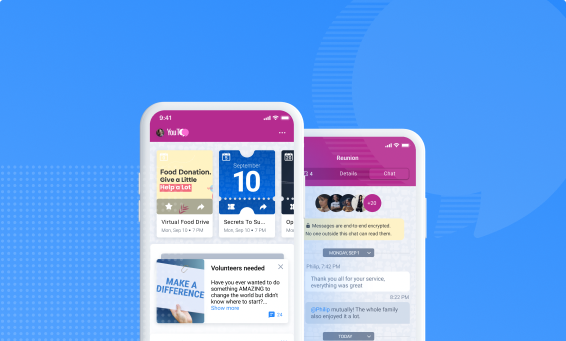 9:41
You
Food Donation.
Give a Little
Help a Lot
Virtual Food Drive
Mon, Sep 10 • 7 PM
September
10
Secrets To Su...
Mon, Sep 10 • 7 PM
Volunteers needed
Have you ever wanted to do
something AMAZING to
change the world but didn't
know where to start?...
Show more
24
MAKE A
DIFFERENCE
Reunion
4
Details
Chat
+20
Messages are end-to-end encrypted
No one outside this chat can read them.
MONDAY, SEP 1
Philip, 7:42 PM
Thank you all for your service,
everything was great
8:22 PM
@Philip mutually! The whole family
also enjoyed it a lot.
TODAY